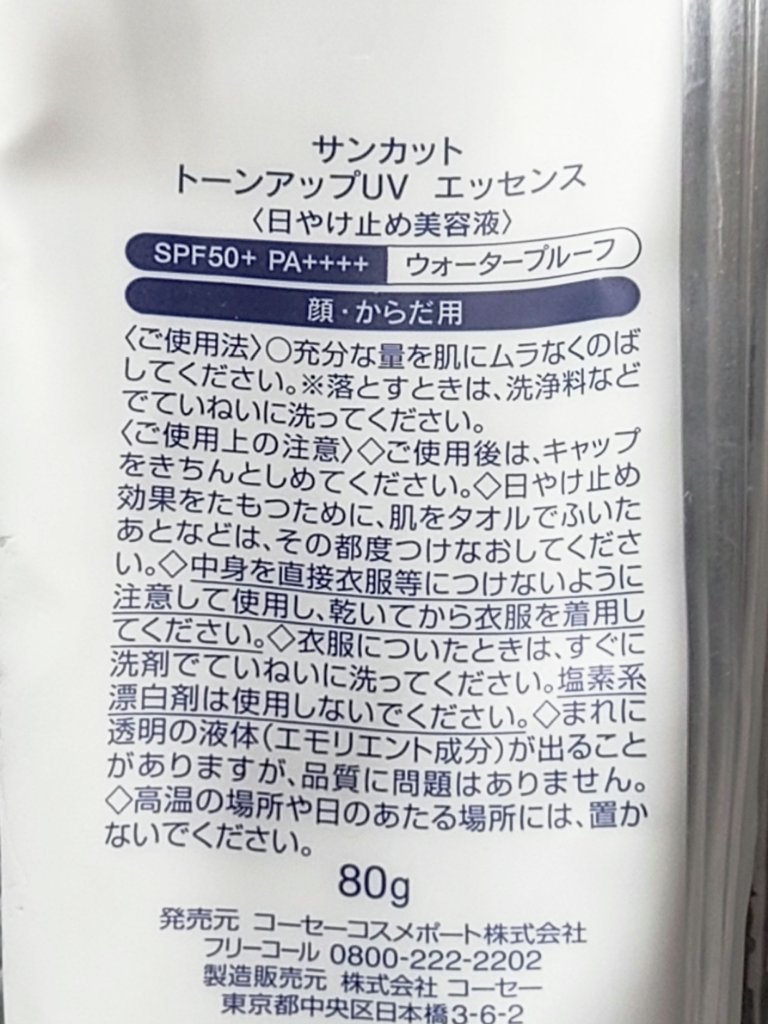 サンカット
トーンアップUV エッセンス
〈日やけ止め美容液〉
SPF50+ PA++++ ウォータープルーフ
顔・からだ用
〈ご使用法〉○充分な量を肌にムラなくのば
してください。※落とすときは、洗浄料など
でていねいに洗ってください。
〈ご使用上の注意〉◇ご使用後は、キャップ
をきちんとしめてください。◇日やけ止め
効果をたもつために、肌をタオルでふいた
あとなどは、その都度つけなおしてくださ
い。◇中身を直接衣服等につけないように
注意して使用し、乾いてから衣服を着用し
てください。◇衣服についたときは、すぐに
洗剤でていねいに洗ってください。塩素系
漂白剤は使用しないでください。◇まれに
透明の液体(エモリエント成分)が出ること
がありますが、品質に問題はありません。
◇高温の場所や日のあたる場所には、置か
ないでください。
80g
発売元 コーセーコスメポート株式会社
フリーコール 0800-222-2202
製造販売元 株式会社 コーセー
東京都中央区日本橋3-6-2